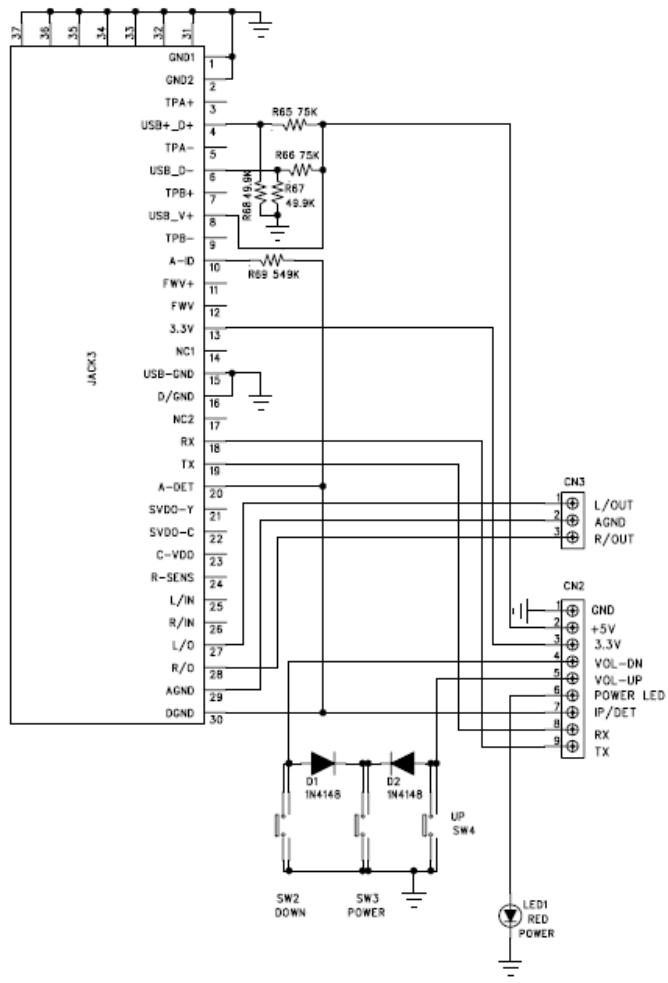 37 36 35 34 33 32 31
JACK3
GND1 1
GND2 2
TPA+ 3
USB+_D+ 4
TPA- 5
USB_D- 6
TPB+ 7
USB_V+ 8
TPB- 9
A-ID 10
FWV+ 11
FWV 12
3.3V 13
NC1 14
USB-GND 15
D/GND 16
NC2 17
RX 18
TX 19
A-DET 20
SVDO-Y 21
SVDO-C 22
C-VDO 23
R-SENS 24
L/IN 25
R/IN 26
L/O 27
R/O 28
AGND 29
DGND 30
R65 75K
R66 75K
R68 49.9K
R67
49.9K
R69 549K
CN3
1 L/OUT
2 AGND
3 R/OUT
CN2
1 GND
2 +5V
3 3.3V
4 VOL-DN
5 VOL-UP
6 POWER LED
7 IP/DET
8 RX
9 TX
D1
1N4148
D2
1N4148
UP
SW4
SW2
DOWN
SW3
POWER
LED1
RED
POWER